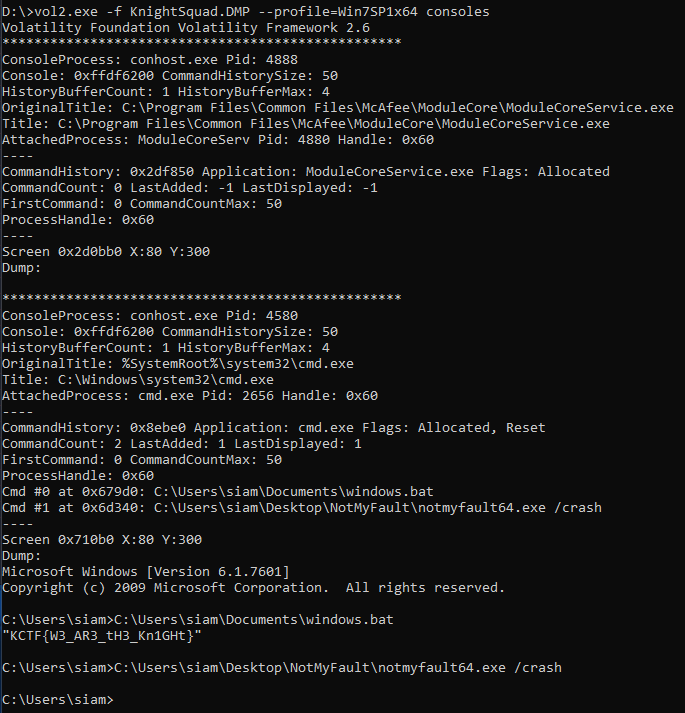 D:\>vol2.exe -f KnightSquad.DMP --profile=Win7SP1x64 consoles
Volatility Foundation Volatility Framework 2.6
**************************************************
ConsoleProcess: conhost.exe Pid: 4888
Console: 0xffdf6200 CommandHistorySize: 50
HistoryBufferCount: 1 HistoryBufferMax: 4
OriginalTitle: C:\Program Files\Common Files\McAfee\ModuleCore\ModuleCoreService.exe
Title: C:\Program Files\Common Files\McAfee\ModuleCore\ModuleCoreService.exe
AttachedProcess: ModuleCoreServ Pid: 4880 Handle: 0x60
----
CommandHistory: 0x2df850 Application: ModuleCoreService.exe Flags: Allocated
CommandCount: 0 LastAdded: -1 LastDisplayed: -1
FirstCommand: 0 CommandCountMax: 50
ProcessHandle: 0x60
----
Screen 0x2d0bb0 X:80 Y:300
Dump:

**************************************************
ConsoleProcess: conhost.exe Pid: 4580
Console: 0xffdf6200 CommandHistorySize: 50
HistoryBufferCount: 1 HistoryBufferMax: 4
OriginalTitle: %SystemRoot%\system32\cmd.exe
Title: C:\Windows\system32\cmd.exe
AttachedProcess: cmd.exe Pid: 2656 Handle: 0x60
----
CommandHistory: 0x8ebe0 Application: cmd.exe Flags: Allocated, Reset
CommandCount: 2 LastAdded: 1 LastDisplayed: 1
FirstCommand: 0 CommandCountMax: 50
ProcessHandle: 0x60
Cmd #0 at 0x679d0: C:\Users\siam\Documents\windows.bat
Cmd #1 at 0x6d340: C:\Users\siam\Desktop\NotMyFault\notmyfault64.exe /crash
----
Screen 0x710b0 X:80 Y:300
Dump:
Microsoft Windows [Version 6.1.7601]
Copyright (c) 2009 Microsoft Corporation.  All rights reserved.

C:\Users\siam>C:\Users\siam\Documents\windows.bat
"KCTF{W3_AR3_tH3_Kn1GHt}"

C:\Users\siam>C:\Users\siam\Desktop\NotMyFault\notmyfault64.exe /crash

C:\Users\siam>